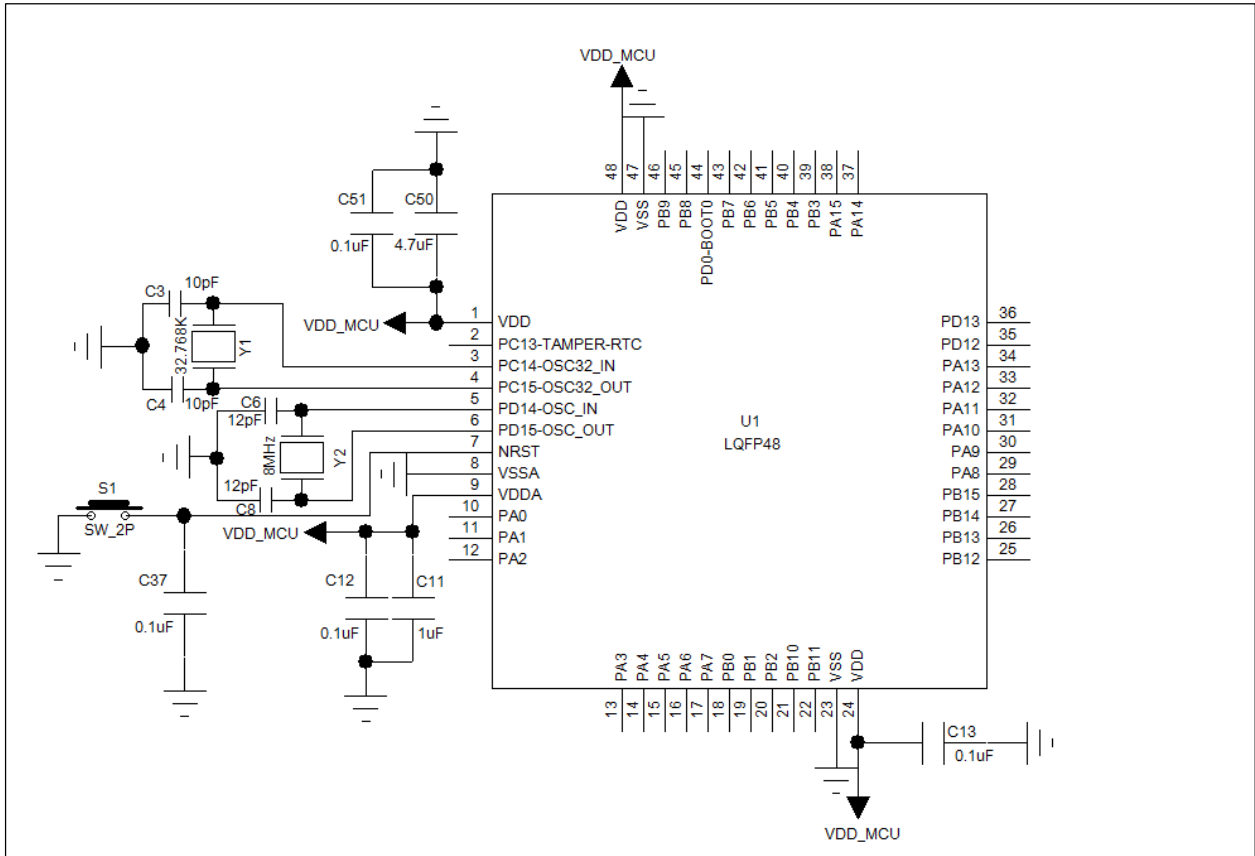 VDD_MCU
48
47
46
45
44
43
42
41
40
39
38
37
VDD
VSS
PB9
PB8
PD0-BOOT0
PB7
PB6
PB5
PB4
PB3
PA15
PA14
C51
C50
0.1uF
4.7uF
C3
10pF
32.768K
Y1
C4
10pF
VDD_MCU
C6
12pF
8MHz
Y2
12pF
C8
S1
SW_2P
VDD_MCU
C37
0.1uF
C12
0.1uF
C11
1uF
1 VDD
2 PC13-TAMPER-RTC
3 PC14-OSC32_IN
4 PC15-OSC32_OUT
5 PD14-OSC_IN
6 PD15-OSC_OUT
7 NRST
8 VSSA
9 VDDA
10 PA0
11 PA1
12 PA2
U1
LQFP48
PD13 36
PD12 35
PA13 34
PA12 33
PA11 32
PA10 31
PA9 30
PA8 29
PB15 28
PB14 27
PB13 26
PB12 25
PA3
PA4
PA5
PA6
PA7
PB0
PB1
PB2
PB10
PB11
VSS
VDD
13
14
15
16
17
18
19
20
21
22
23
24
C13
0.1uF
VDD_MCU